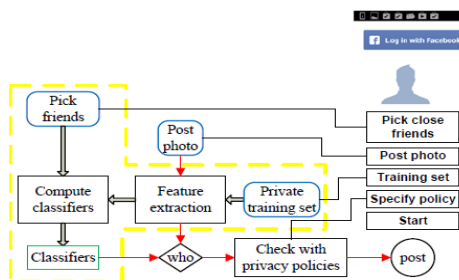 Log in with Facebook
Pick
friends
Post
photo
Pick close
friends
Post photo
Compute
classifiers
Feature
extraction
Private
training set
Training set
Specify policy
Start
Classifiers
who
Check with
privacy policies
post